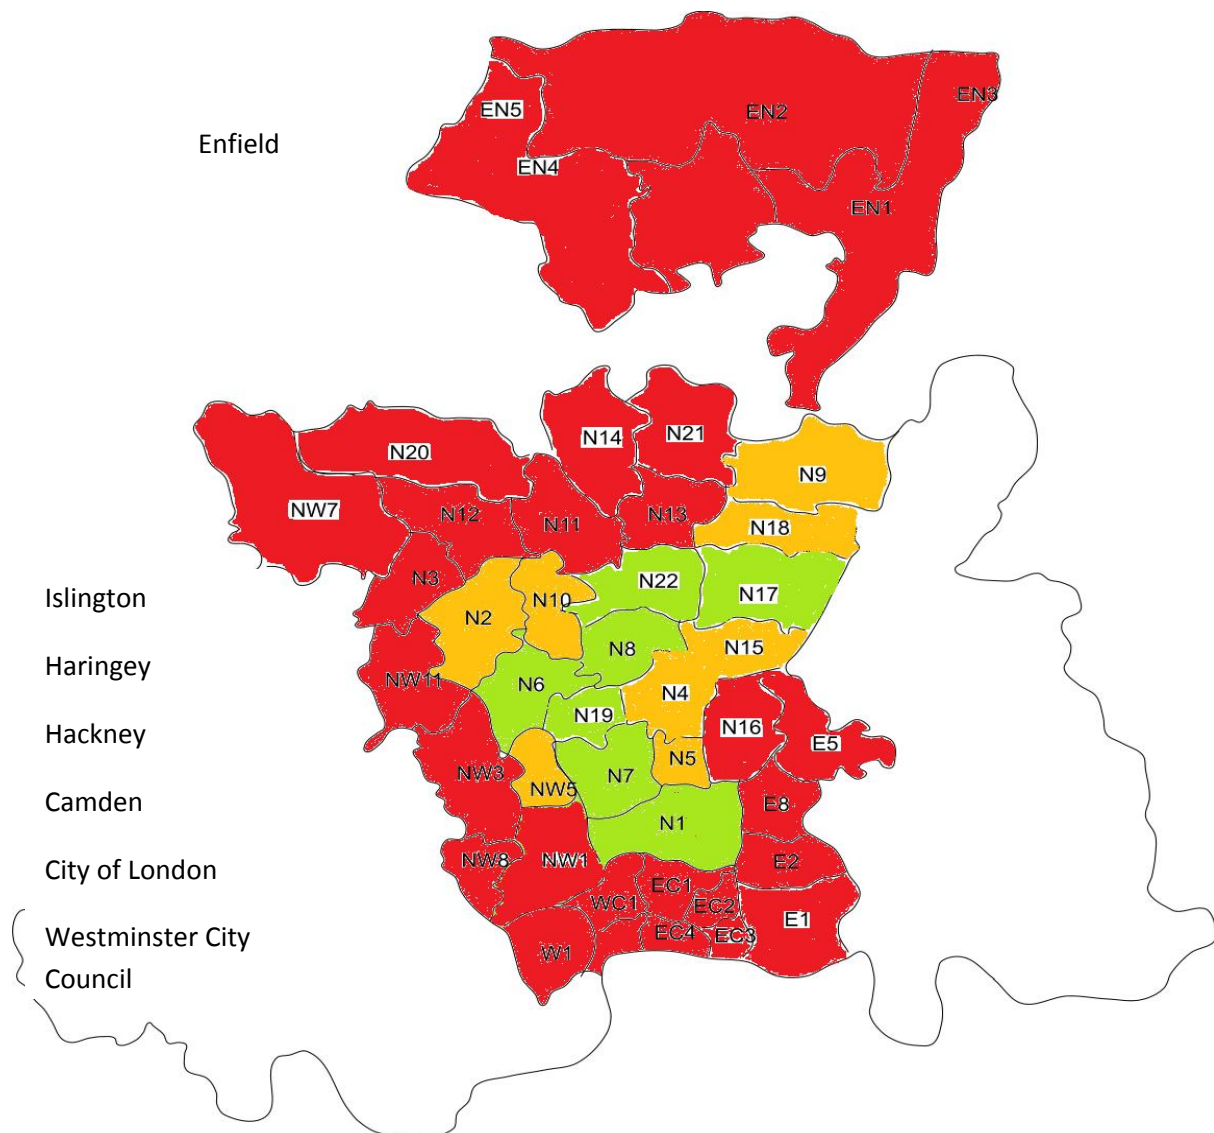 EN3
EN5
EN2
Enfield
EN4
EN1
N14
N21
N20
N9
NW7
N12
N11
N13
N18
N3
N22
N17
Islington
N10
N2
N8
N15
Haringey
NW11
N6
N4
N19
N16
Hackney
E5
N5
NW3
N7
NW5
Camden
E8
N1
NW8
NW1
E2
City of London
EC1
WC1
EC2
E1
EC4
EC3
Westminster City
W1
Council